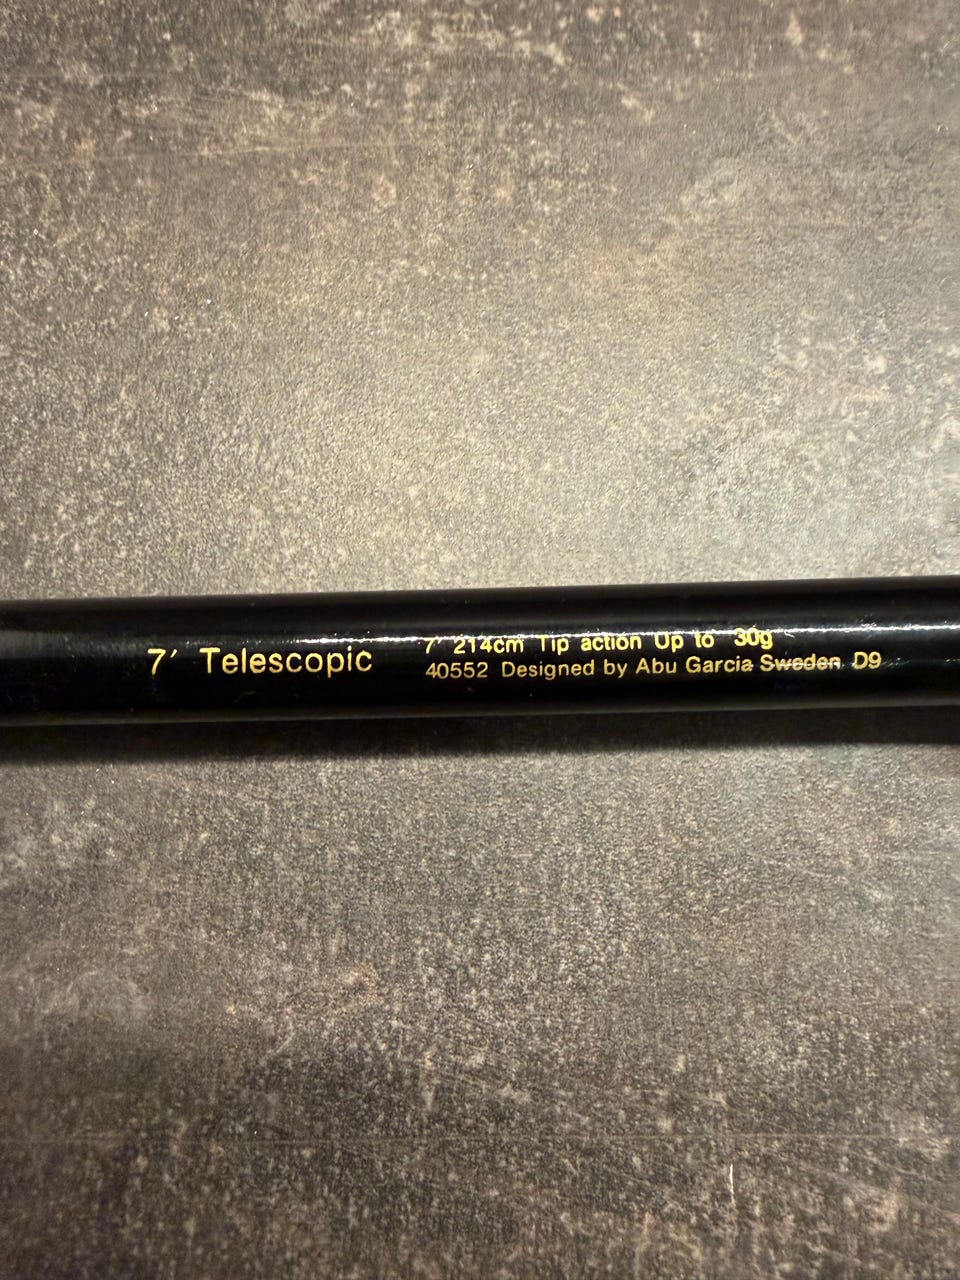 7' Telescopic
7' 214cm Tip action Up to 30g
40552 Designed by Abu Garcia Sweden D9